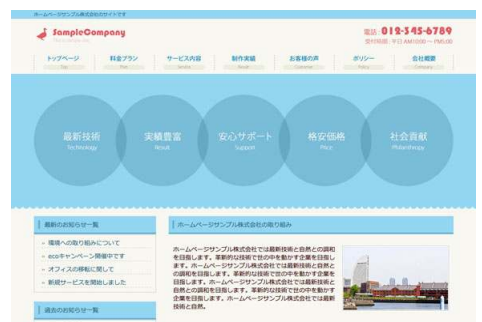 ホームページサンプル株式会社のサイトです
SampleCompany
電話:012-345-6789
受付時間:平日 AM10:00~PM5:00
トップページ 料金プラン サービス内容 制作実績 お客様の声 ポリシー 会社概要
Top Price Service Result Customer Policy Company
最新技術 実績豊富 安心サポート 格安価格 社会貢献
Technology Result Support Price Philanthropy
最新のお知らせ一覧
環境への取り組みについて
ecoキャンペーン開催中です
オフィスの移転に関して
新規サービスを開始しました
過去のお知らせ一覧
ホームページサンプル株式会社の取り組み
ホームページサンプル株式会社では最新技術と自然との調和
を目指します。革新的な技術で世の中を動かす企業を目指し
ます。ホームページサンプル株式会社では最新技術と自然と
の調和を目指します。革新的な技術で世の中を動かす企業を
目指します。ホームページサンプル株式会社では最新技術と
自然との調和を目指します。革新的な技術で世の中を動かす
企業を目指します。ホームページサンプル株式会社では最新
技術と自然。